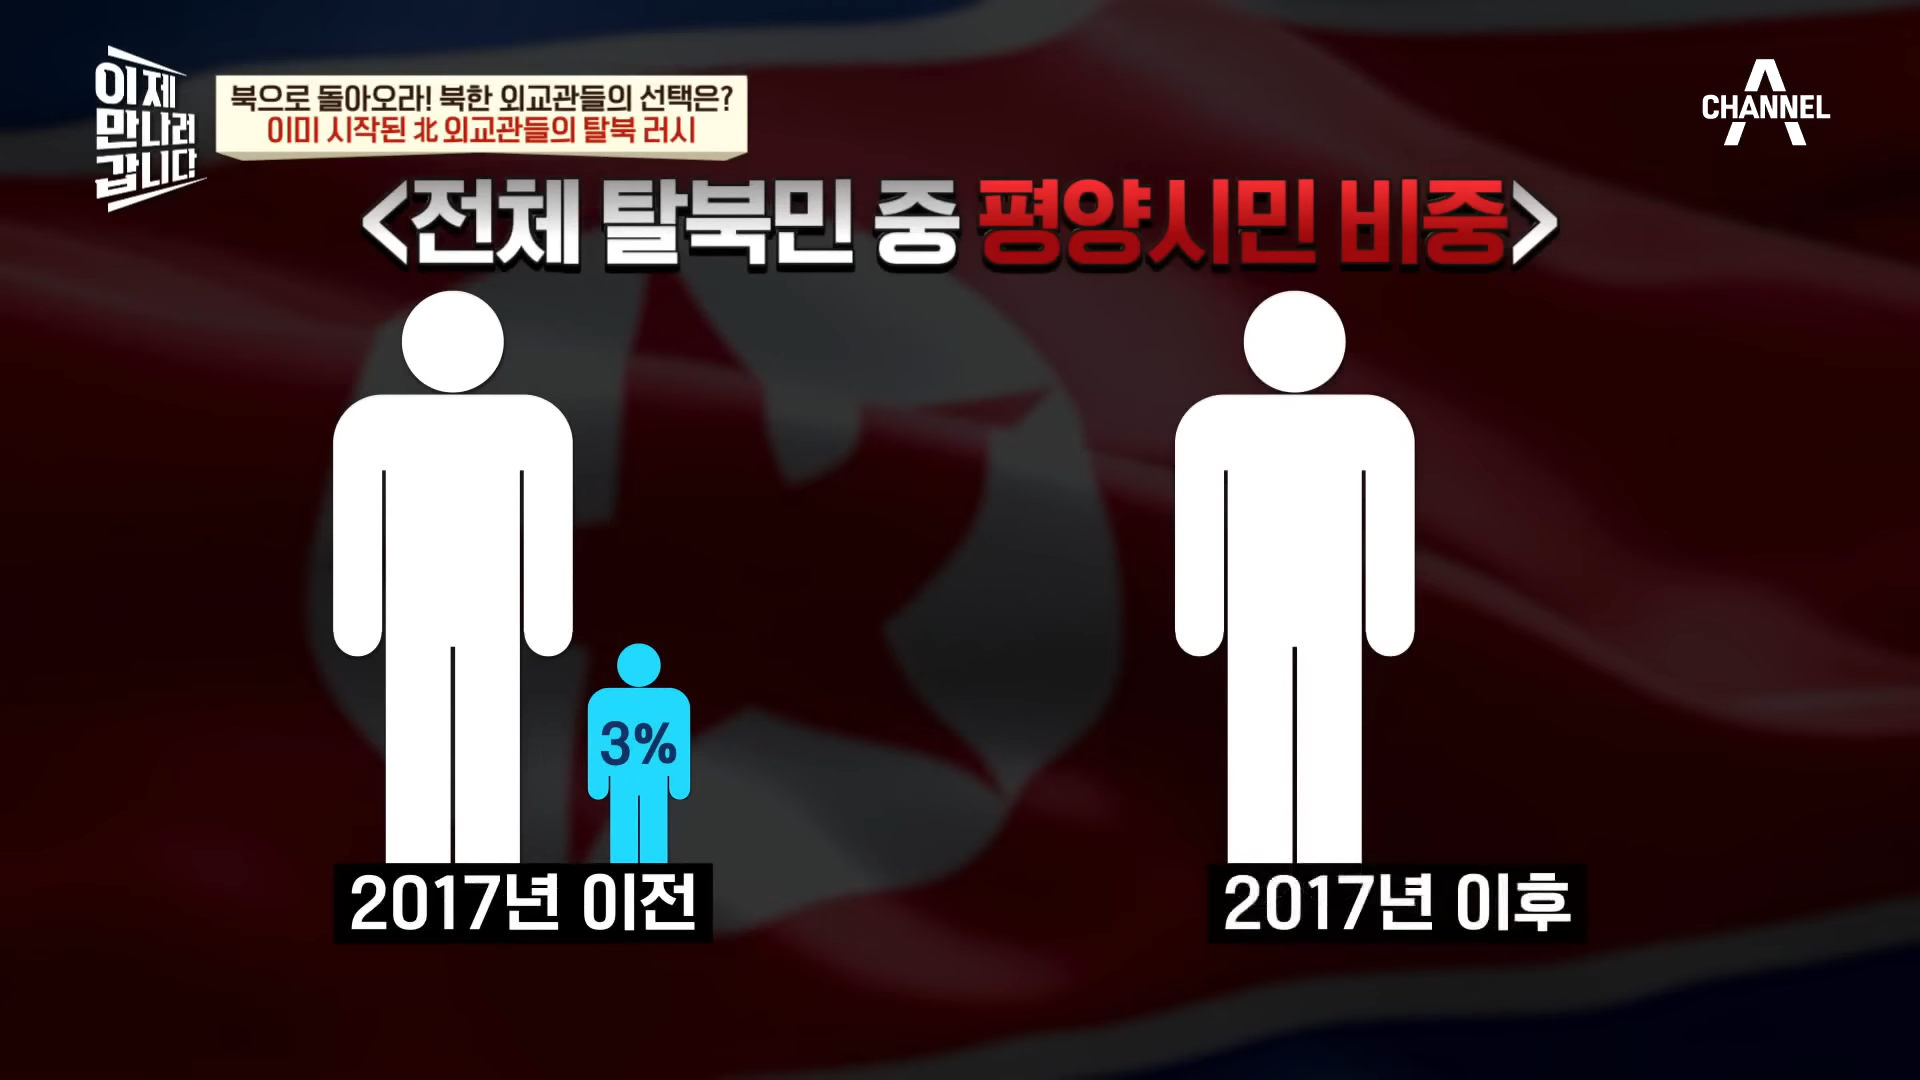 이제
만나러
갑니다
북으로 돌아오라! 북한 외교관들의 선택은?
이미 시작된 北 외교관들의 탈북 러시
CHANNEL A
<전체 탈북민 중 평양시민 비중>
3%
2017년 이전
2017년 이후